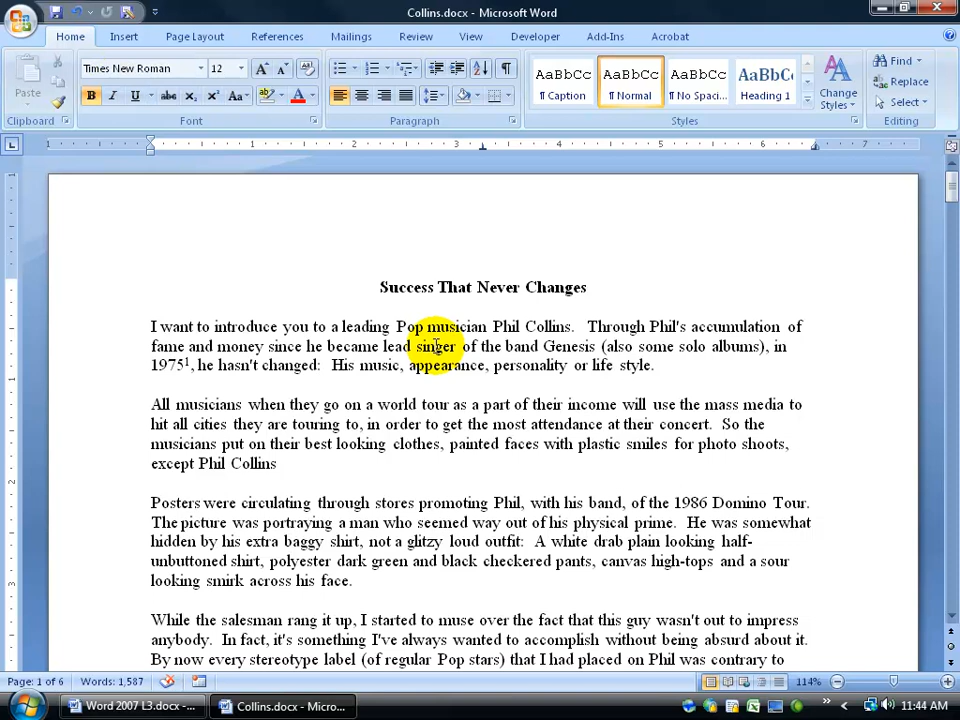 Collins.docx - Microsoft Word
Home Insert Page Layout References Mailings Review View Developer Add-Ins Acrobat
Paste
Times New Roman 12
B I U abc X₂ X² Aa
AaBbCc AaBbCc AaBbCc AaBbC
¶ Caption ¶ Normal ¶ No Spaci... Heading 1
Change Styles
Find
Replace
Select
Clipboard Font Paragraph Styles Editing
1 1 2 3 4 5 6 7
Success That Never Changes
I want to introduce you to a leading Pop musician Phil Collins.  Through Phil's accumulation of
fame and money since he became lead singer of the band Genesis (also some solo albums), in
1975¹, he hasn't changed:  His music, appearance, personality or life style.
All musicians when they go on a world tour as a part of their income will use the mass media to
hit all cities they are touring to, in order to get the most attendance at their concert.  So the
musicians put on their best looking clothes, painted faces with plastic smiles for photo shoots,
except Phil Collins
Posters were circulating through stores promoting Phil, with his band, of the 1986 Domino Tour.
The picture was portraying a man who seemed way out of his physical prime.  He was somewhat
hidden by his extra baggy shirt, not a glitzy loud outfit:  A white drab plain looking half-
unbuttoned shirt, polyester dark green and black checkered pants, canvas high-tops and a sour
looking smirk across his face.
While the salesman rang it up, I started to muse over the fact that this guy wasn't out to impress
anybody.  In fact, it's something I've always wanted to accomplish without being absurd about it.
By now every stereotype label (of regular Pop stars) that I had placed on Phil was contrary to
Page: 1 of 6 Words: 1,587 114%
Word 2007 L3.docx -... Collins.docx - Micro... 11:44 AM